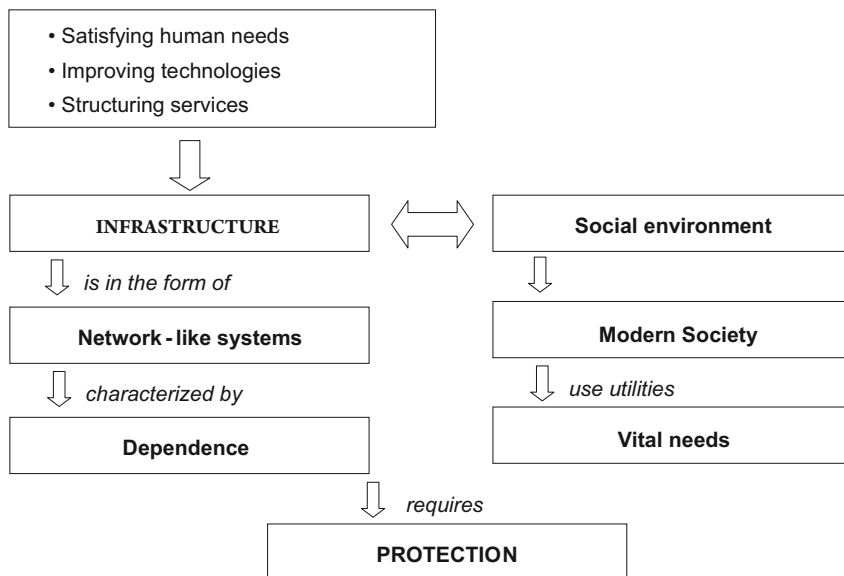 • Satisfying human needs
• Improving technologies
• Structuring services
INFRASTRUCTURE
Social environment
is in the form of
Network-like systems
Modern Society
characterized by
use utilities
Dependence
Vital needs
requires
PROTECTION